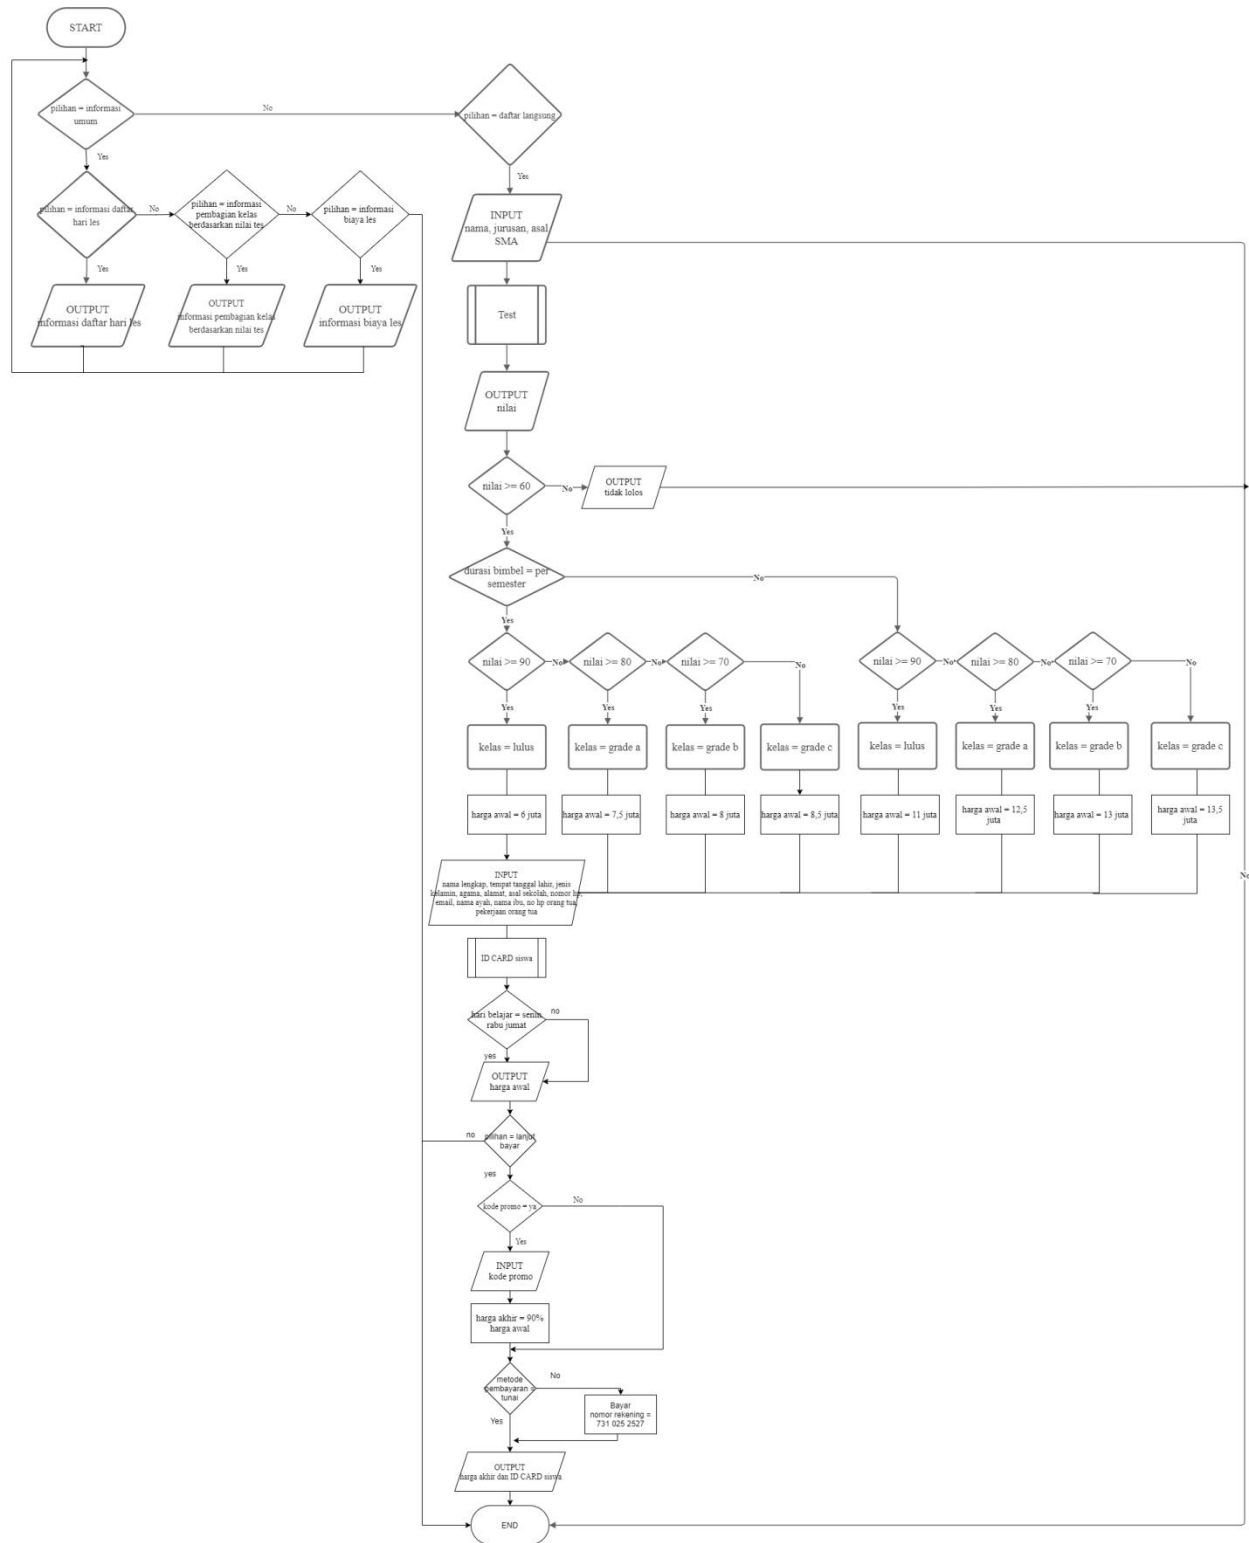 START
pilihan = informasi
umum
No
pilihan = daftar langsung
Yes
Yes
pilihan = informasi daftar
hari les
No
pilihan = informasi
pembagian kelas
berdasarkan nilai tes
No
pilihan = informasi
biaya les
INPUT
nama, jurusan, asal
SMA
Yes
Yes
Yes
OUTPUT
informasi daftar hari les
OUTPUT
informasi pembagian kelas
berdasarkan nilai tes
OUTPUT
informasi biaya les
Test
OUTPUT
nilai
nilai >= 60
No
OUTPUT
tidak lolos
Yes
durasi bimbel = per
semester
No
Yes
nilai >= 90
No
nilai >= 80
No
nilai >= 70
No
nilai >= 90
No
nilai >= 80
No
nilai >= 70
No
Yes
Yes
Yes
Yes
Yes
Yes
kelas = lulus
kelas = grade a
kelas = grade b
kelas = grade c
kelas = lulus
kelas = grade a
kelas = grade b
kelas = grade c
harga awal = 6 juta
harga awal = 7,5 juta
harga awal = 8 juta
harga awal = 8,5 juta
harga awal = 11 juta
harga awal = 12,5
juta
harga awal = 13 juta
harga awal = 13,5
juta
No
INPUT
nama lengkap, tempat tanggal lahir, jenis
kelamin, agama, alamat, asal sekolah, nomor hp,
email, nama ayah, nama ibu, no hp orang tua,
pekerjaan orang tua
ID CARD siswa
hari belajar = senin
rabu jumat
no
yes
OUTPUT
harga awal
pilihan = lanjut
bayar
no
yes
kode promo = ya
No
Yes
INPUT
kode promo
harga akhir = 90%
harga awal
metode
pembayaran =
tunai
No
Yes
Bayar
nomor rekening =
731 025 2527
OUTPUT
harga akhir dan ID CARD siswa
END